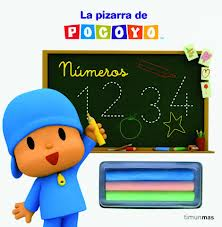 La pizarra de
POCOYO
Números
1 2 3 4
timunmas